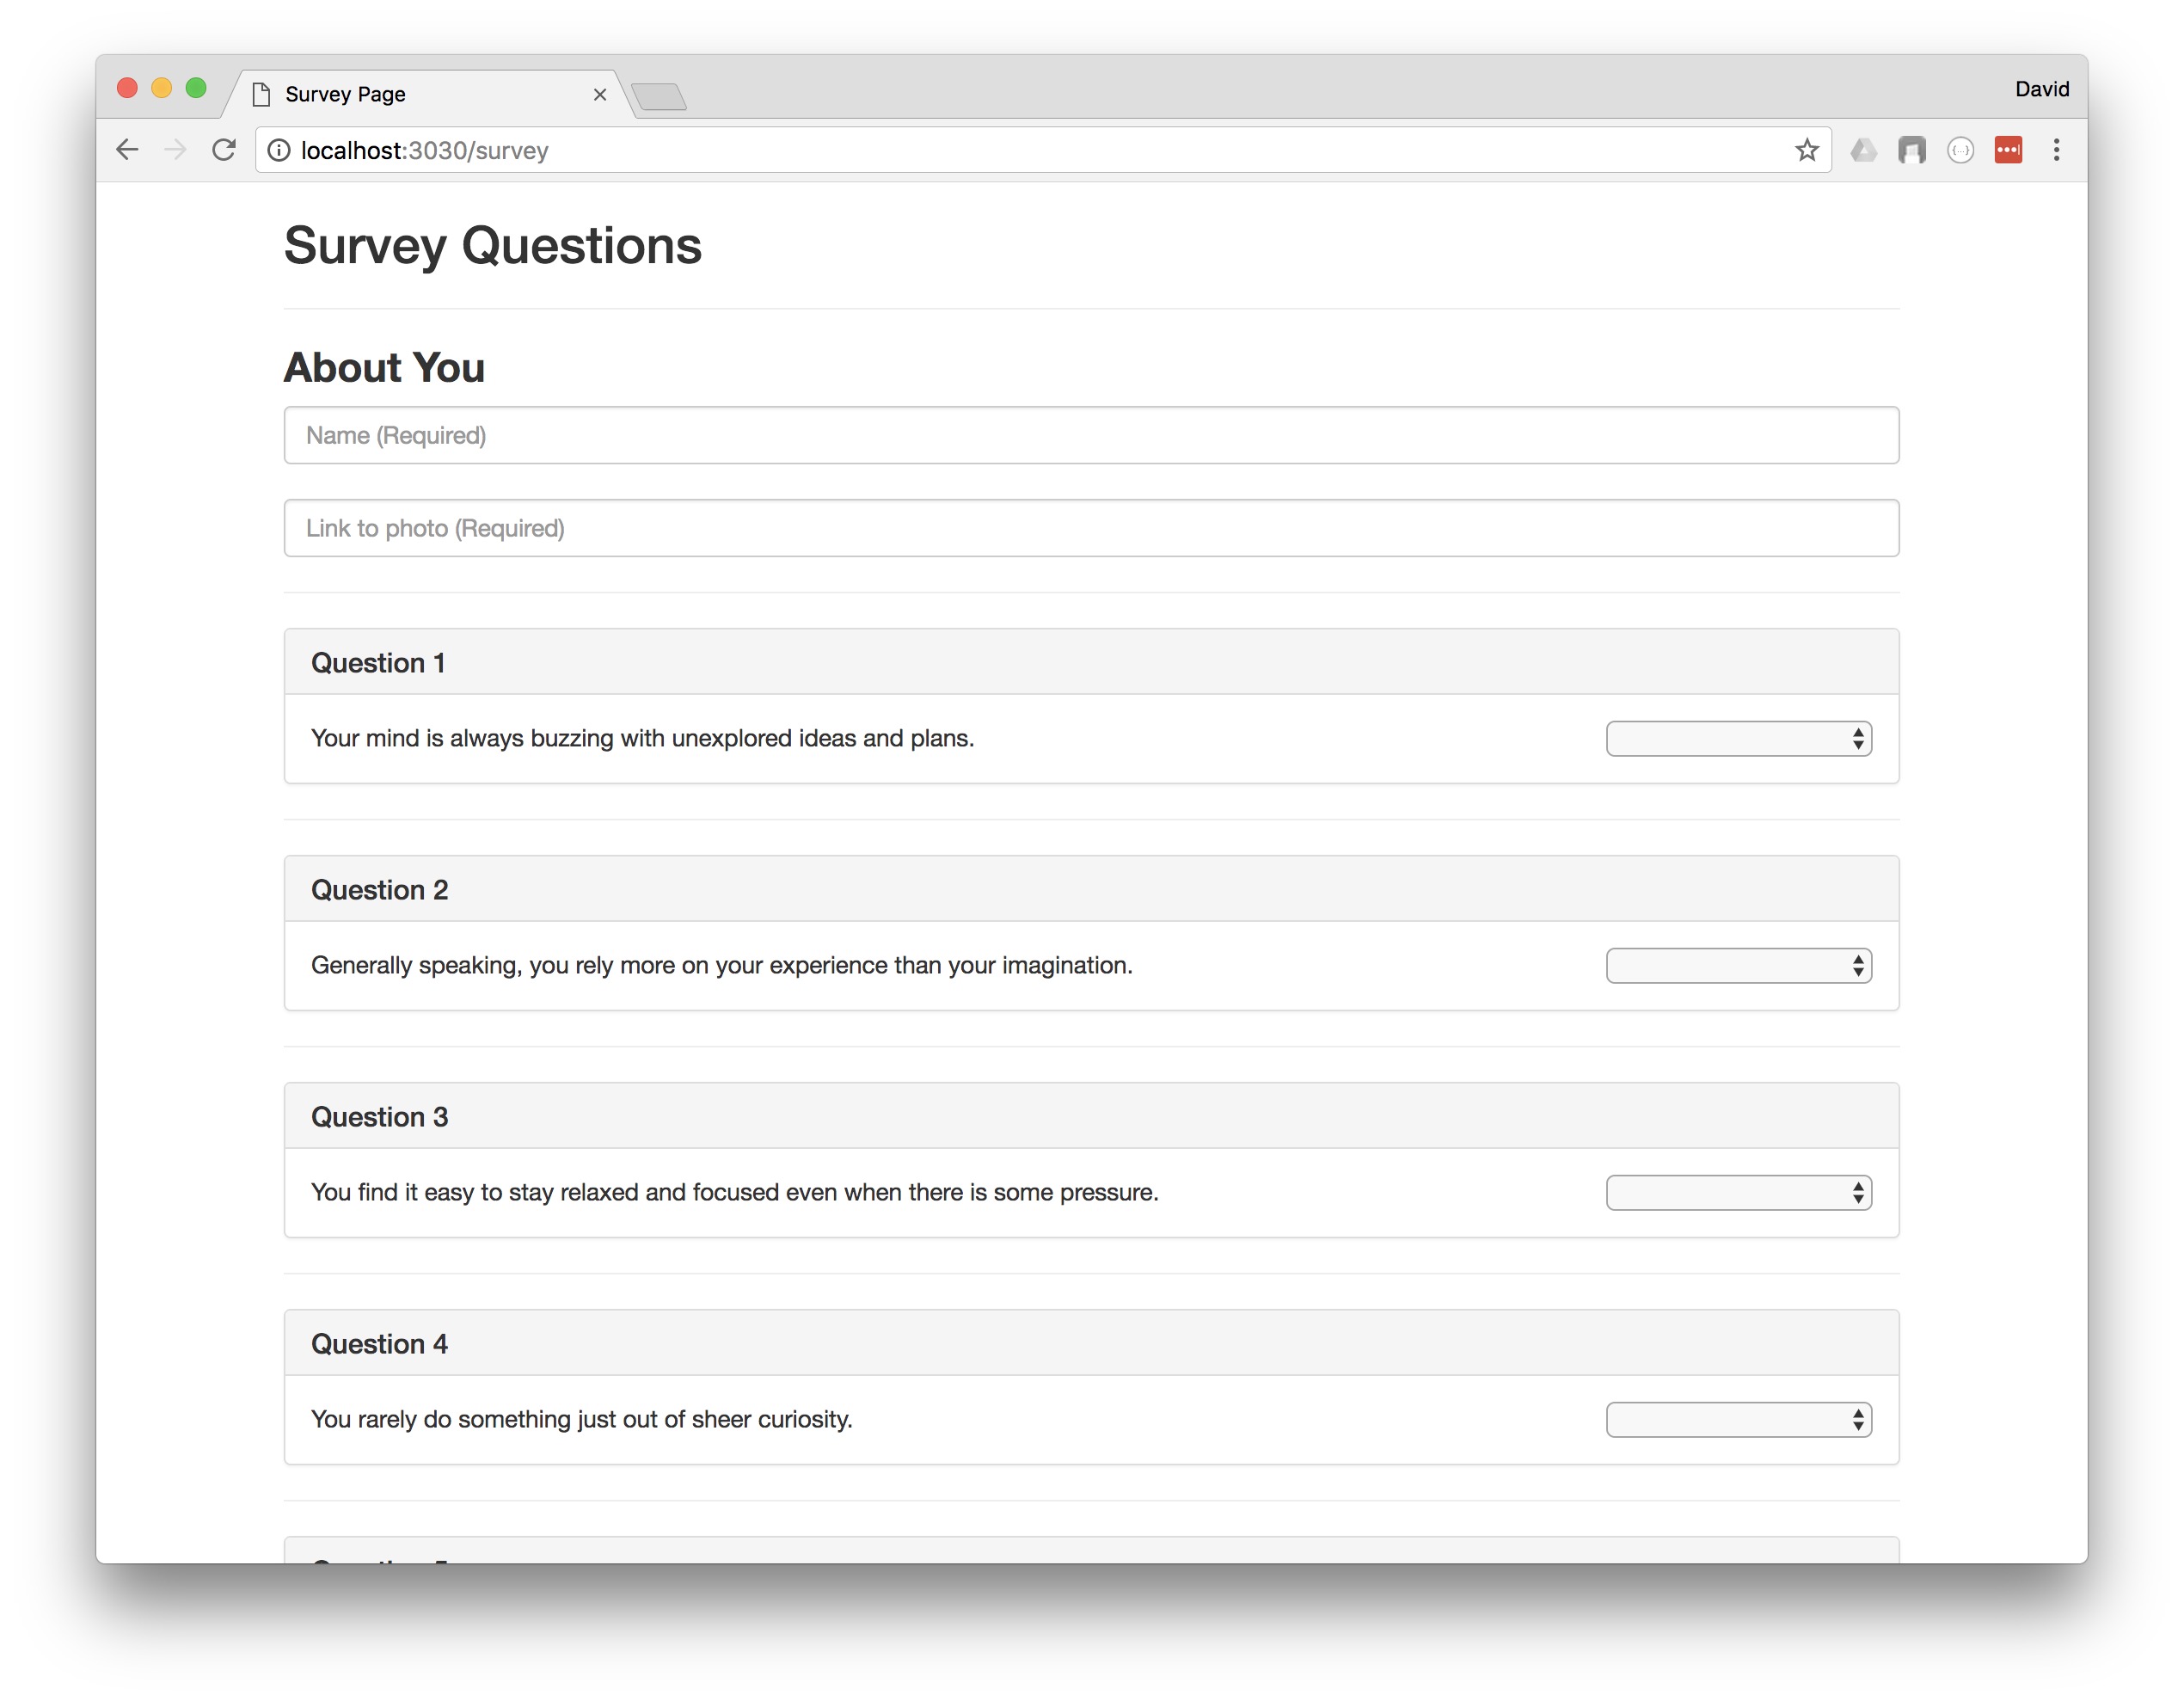 Survey Page
David
localhost:3030/survey
Survey Questions
About You
Name (Required)
Link to photo (Required)
Question 1
Your mind is always buzzing with unexplored ideas and plans.
Question 2
Generally speaking, you rely more on your experience than your imagination.
Question 3
You find it easy to stay relaxed and focused even when there is some pressure.
Question 4
You rarely do something just out of sheer curiosity.